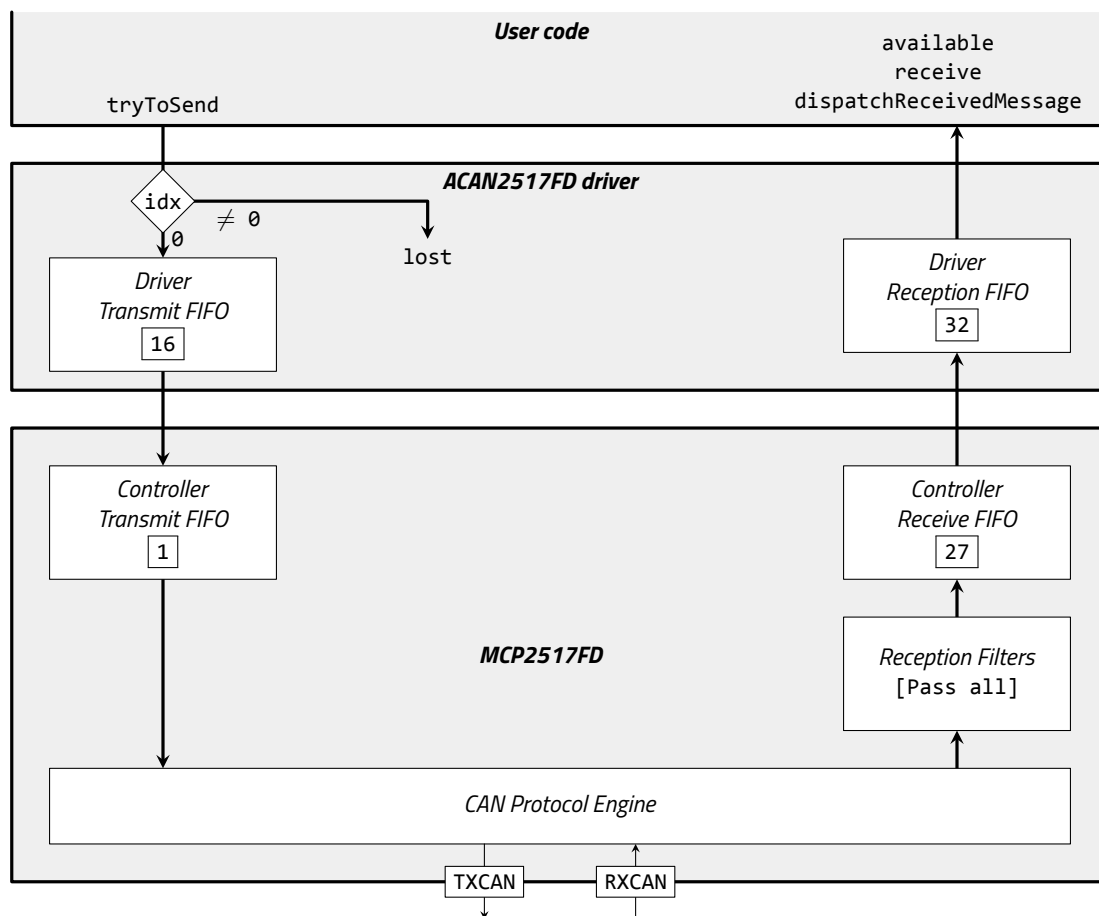 User code
tryToSend
available
receive
dispatchReceivedMessage
ACAN2517FD driver
idx
≠ 0
0
lost
Driver
Transmit FIFO
16
Driver
Reception FIFO
32
Controller
Transmit FIFO
1
Controller
Receive FIFO
27
MCP2517FD
Reception Filters
[Pass all]
CAN Protocol Engine
TXCAN
RXCAN